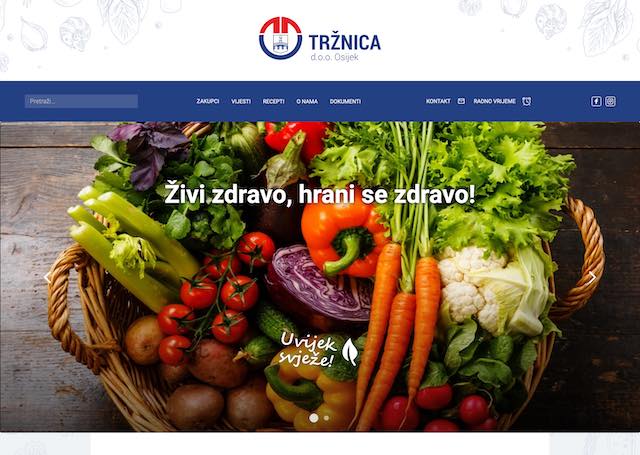 TRŽNICA
d.o.o. Osijek
Pretraži...
ZAKUPCI
VIJESTI
RECEPTI
O NAMA
DOKUMENTI
KONTAKT
RADNO VRIJEME
Živi zdravo, hrani se zdravo!
Uvijek
svježe!